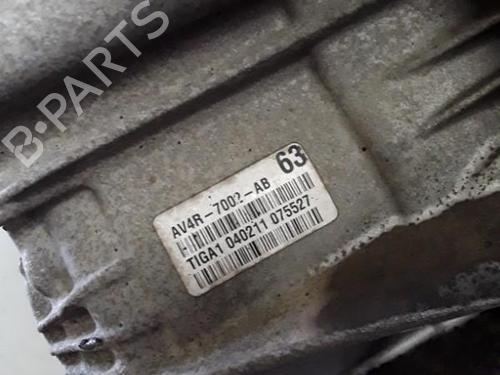 B-PARTS
63
AV4R-7002-AB
TIGA1 040211 075527